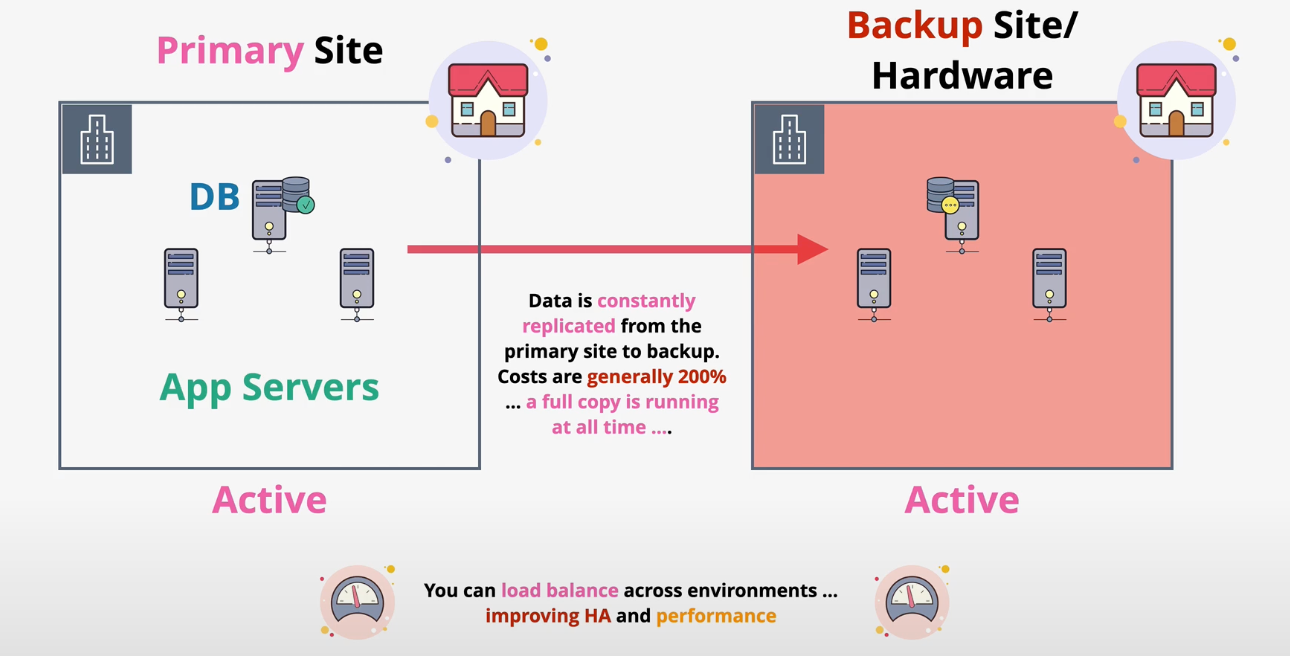 Primary Site
Backup Site/
Hardware
DB
App Servers
Data is constantly
replicated from the
primary site to backup.
Costs are generally 200%
... a full copy is running
at all time ....
Active
Active
You can load balance across environments ...
improving HA and performance